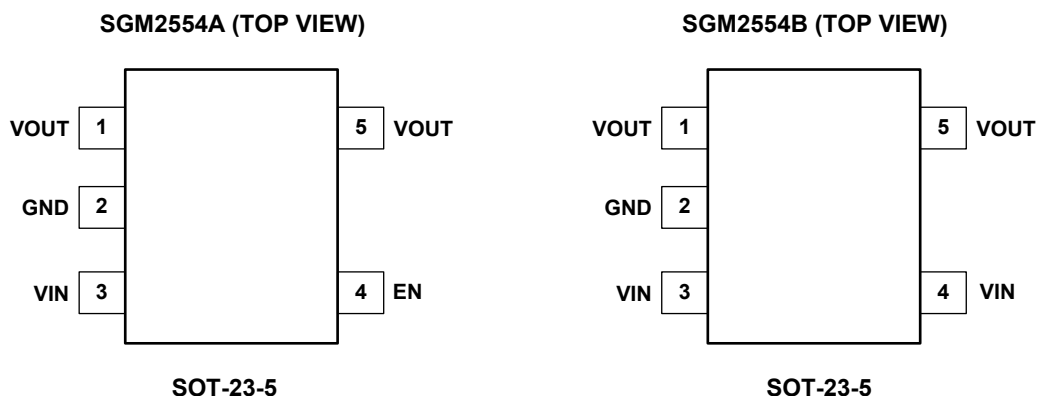 SGM2554A (TOP VIEW)
VOUT 1 5 VOUT
GND 2
VIN 3 4 EN
SOT-23-5
SGM2554B (TOP VIEW)
VOUT 1 5 VOUT
GND 2
VIN 3 4 VIN
SOT-23-5